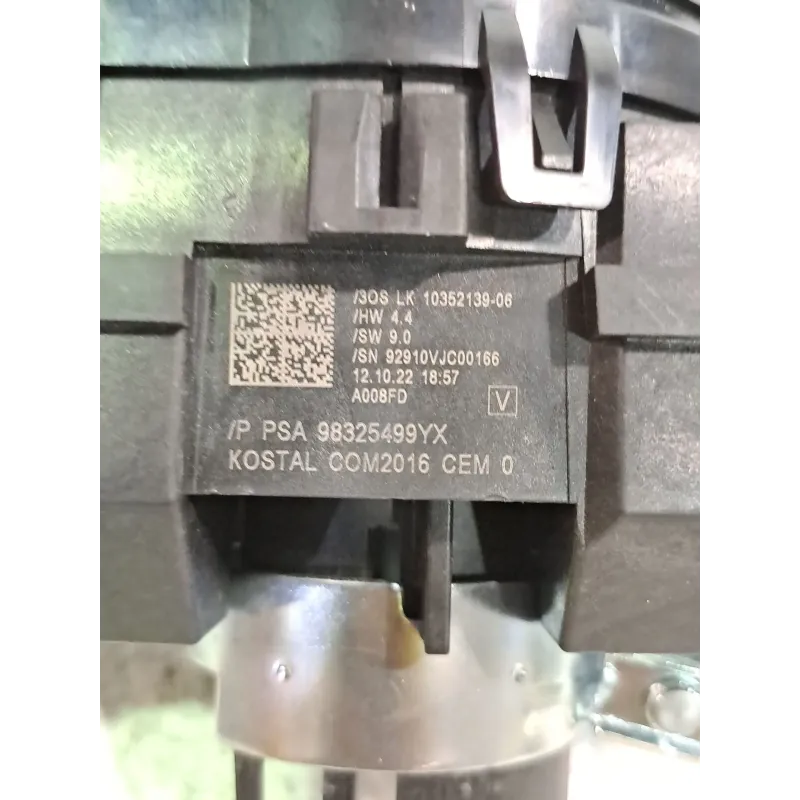 /3OS LK 10352139-06
/HW 4.4
/SW 9.0
/SN 92910VJC00166
12.10.22 18:57
A008FD
V
/P PSA 98325499YX
KOSTAL COM2016 CEM 0